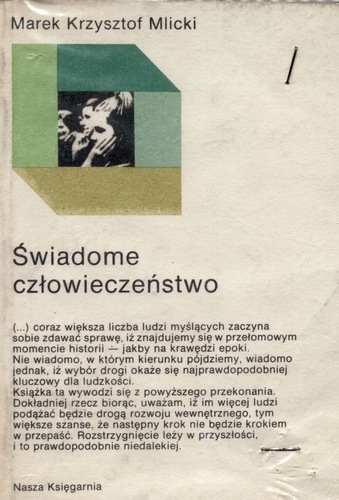 Marek Krzysztof Mlicki
Świadome
człowieczeństwo
(...) coraz większa liczba ludzi myślących zaczyna
sobie zdawać sprawę, iż znajdujemy się w przełomowym
momencie historii — jakby na krawędzi epoki.
Nie wiadomo, w którym kierunku pójdziemy, wiadomo
jednak, iż wybór drogi okaże się najprawdopodobniej
kluczowy dla ludzkości.
Książka ta wywodzi się z powyższego przekonania.
Dokładniej rzecz biorąc, uważam, iż im więcej ludzi
podążać będzie drogą rozwoju wewnętrznego, tym
większe szanse, że następny krok nie będzie krokiem
w przepaść. Rozstrzygnięcie leży w przyszłości,
i to prawdopodobnie niedalekiej.
Nasza Księgarnia